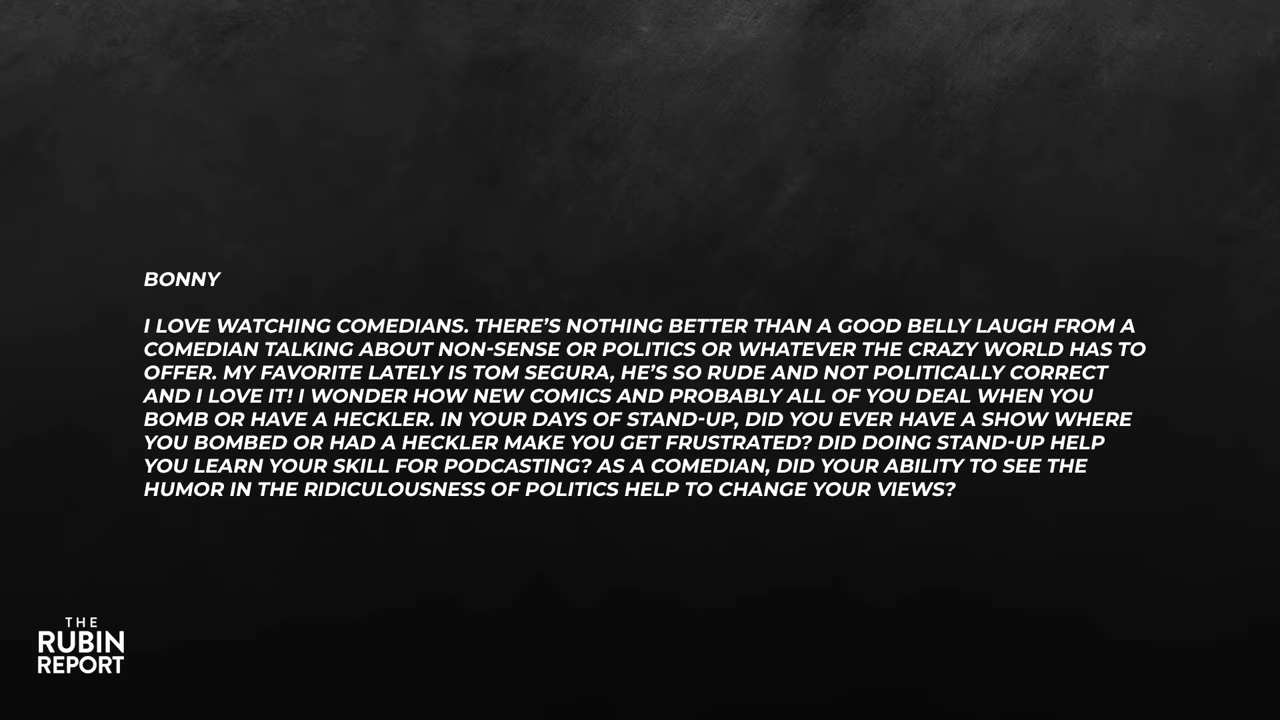 BONNY
I LOVE WATCHING COMEDIANS. THERE’S NOTHING BETTER THAN A GOOD BELLY LAUGH FROM A
COMEDIAN TALKING ABOUT NON-SENSE OR POLITICS OR WHATEVER THE CRAZY WORLD HAS TO
OFFER. MY FAVORITE LATELY IS TOM SEGURA, HE’S SO RUDE AND NOT POLITICALLY CORRECT
AND I LOVE IT! I WONDER HOW NEW COMICS AND PROBABLY ALL OF YOU DEAL WHEN YOU
BOMB OR HAVE A HECKLER. IN YOUR DAYS OF STAND-UP, DID YOU EVER HAVE A SHOW WHERE
YOU BOMBED OR HAD A HECKLER MAKE YOU GET FRUSTRATED? DID DOING STAND-UP HELP
YOU LEARN YOUR SKILL FOR PODCASTING? AS A COMEDIAN, DID YOUR ABILITY TO SEE THE
HUMOR IN THE RIDICULOUSNESS OF POLITICS HELP TO CHANGE YOUR VIEWS?
THE
RUBIN
REPORT